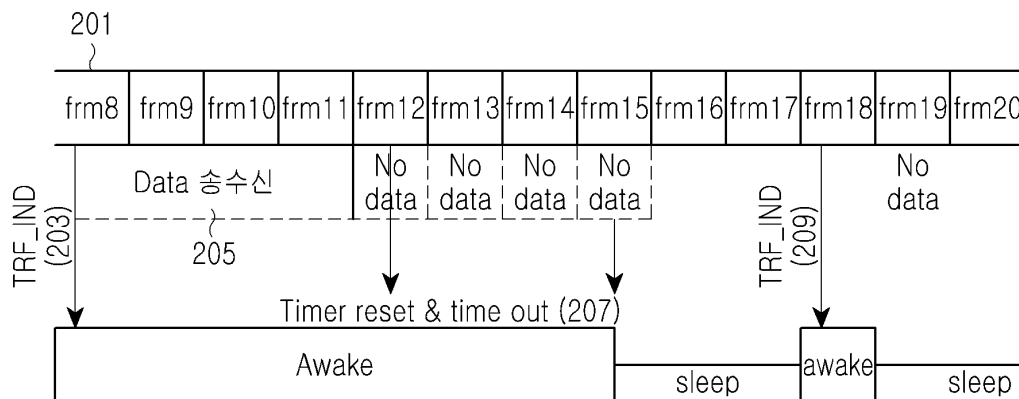 201
frm8 frm9 frm10 frm11 frm12 frm13 frm14 frm15 frm16 frm17 frm18 frm19 frm20
TRF_IND
(203)
Data 송수신
205
No
data
No
data
No
data
No
data
TRF_IND
(209)
No
data
Timer reset & time out (207)
Awake
sleep
awake
sleep